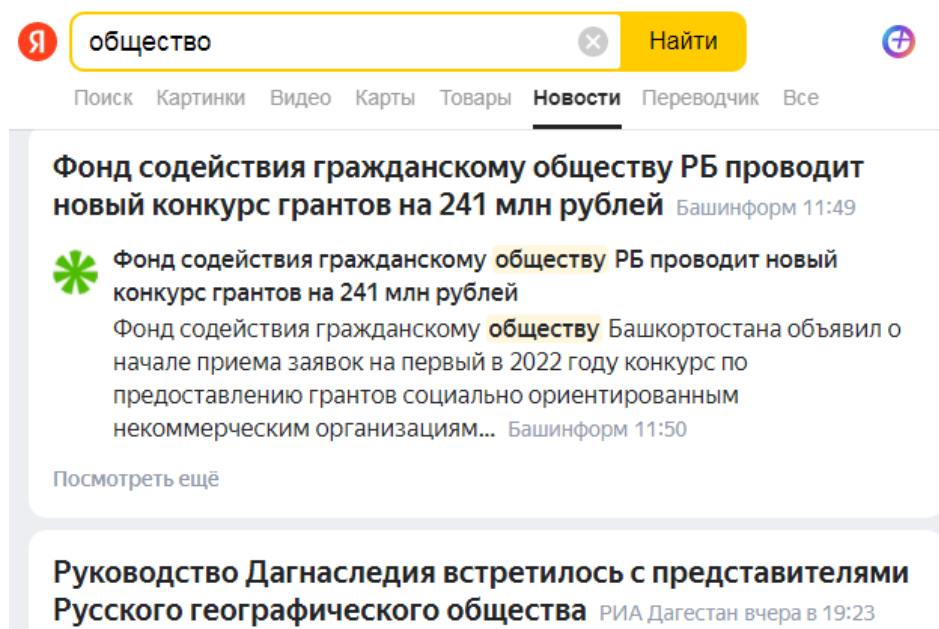 Я общество Найти
Поиск Картинки Видео Карты Товары Новости Переводчик Все
Фонд содействия гражданскому обществу РБ проводит
новый конкурс грантов на 241 млн рублей Башинформ 11:49
Фонд содействия гражданскому обществу РБ проводит новый
конкурс грантов на 241 млн рублей
Фонд содействия гражданскому обществу Башкортостана объявил о
начале приема заявок на первый в 2022 году конкурс по
предоставлению грантов социально ориентированным
некоммерческим организациям... Башинформ 11:50
Посмотреть ещё
Руководство Дагнаследия встретилось с представителями
Русского географического общества РИА Дагестан вчера в 19:23